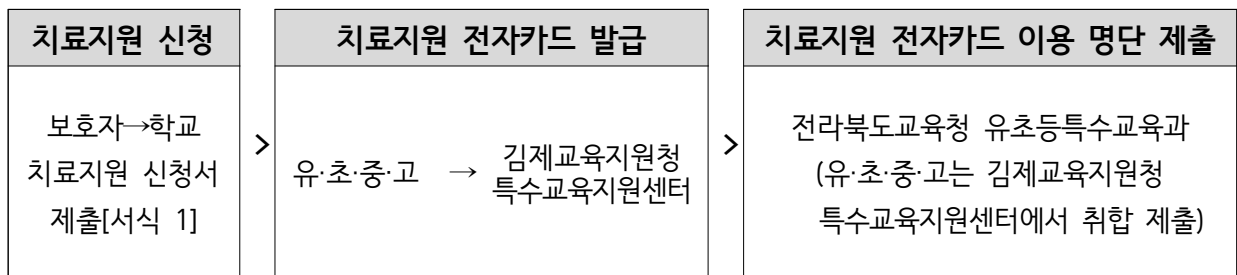 치료지원 신청
보호자→학교
치료지원 신청서
제출[서식 1]
>
치료지원 전자카드 발급
유·초·중·고 → 김제교육지원청
특수교육지원센터
>
치료지원 전자카드 이용 명단 제출
전라북도교육청 유초등특수교육과
(유·초·중·고는 김제교육지원청
특수교육지원센터에서 취합 제출)